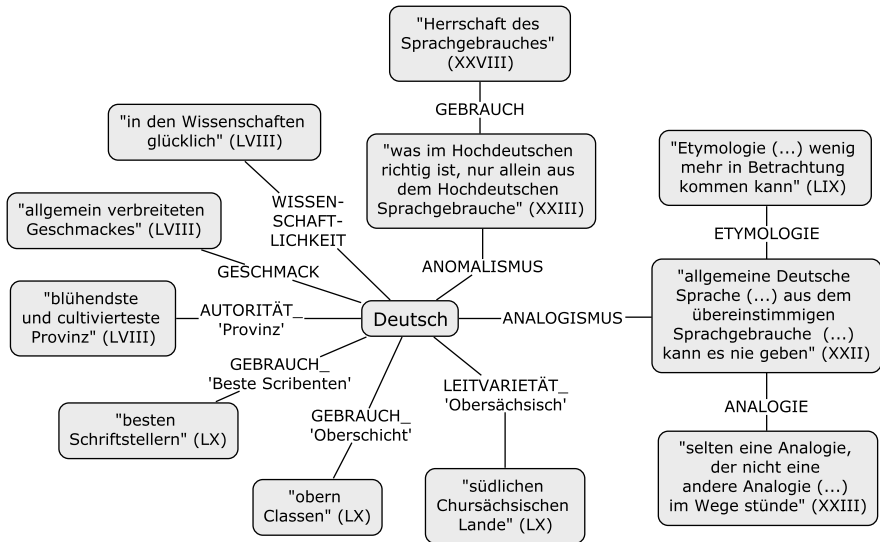 "Herrschaft des
Sprachgebrauches"
(XXVIII)
GEBRAUCH
"in den Wissenschaften
glücklich" (LVIII)
"was im Hochdeutschen
richtig ist, nur allein aus
dem Hochdeutschen
Sprachgebrauche" (XXIII)
"Etymologie (...) wenig
mehr in Betrachtung
kommen kann" (LIX)
WISSEN-
SCHAFT-
LICHKEIT
"allgemein verbreiteten
Geschmackes" (LVIII)
GESCHMACK
ANOMALISMUS
ETYMOLOGIE
"blühendste
und cultivierteste
Provinz" (LVIII)
AUTORITÄT_
'Provinz'
Deutsch
ANALOGISMUS
"allgemeine Deutsche
Sprache (...) aus dem
übereinstimmigen
Sprachgebrauche (...)
kann es nie geben" (XXII)
GEBRAUCH_
'Beste Scribenten'
"besten
Schriftstellern" (LX)
GEBRAUCH_
'Oberschicht'
"obern
Classen" (LX)
LEITVARIETÄT_
'Obersächsisch'
"südlichen
Chursächsischen
Lande" (LX)
ANALOGIE
"selten eine Analogie,
der nicht eine
andere Analogie (...)
im Wege stünde" (XXIII)